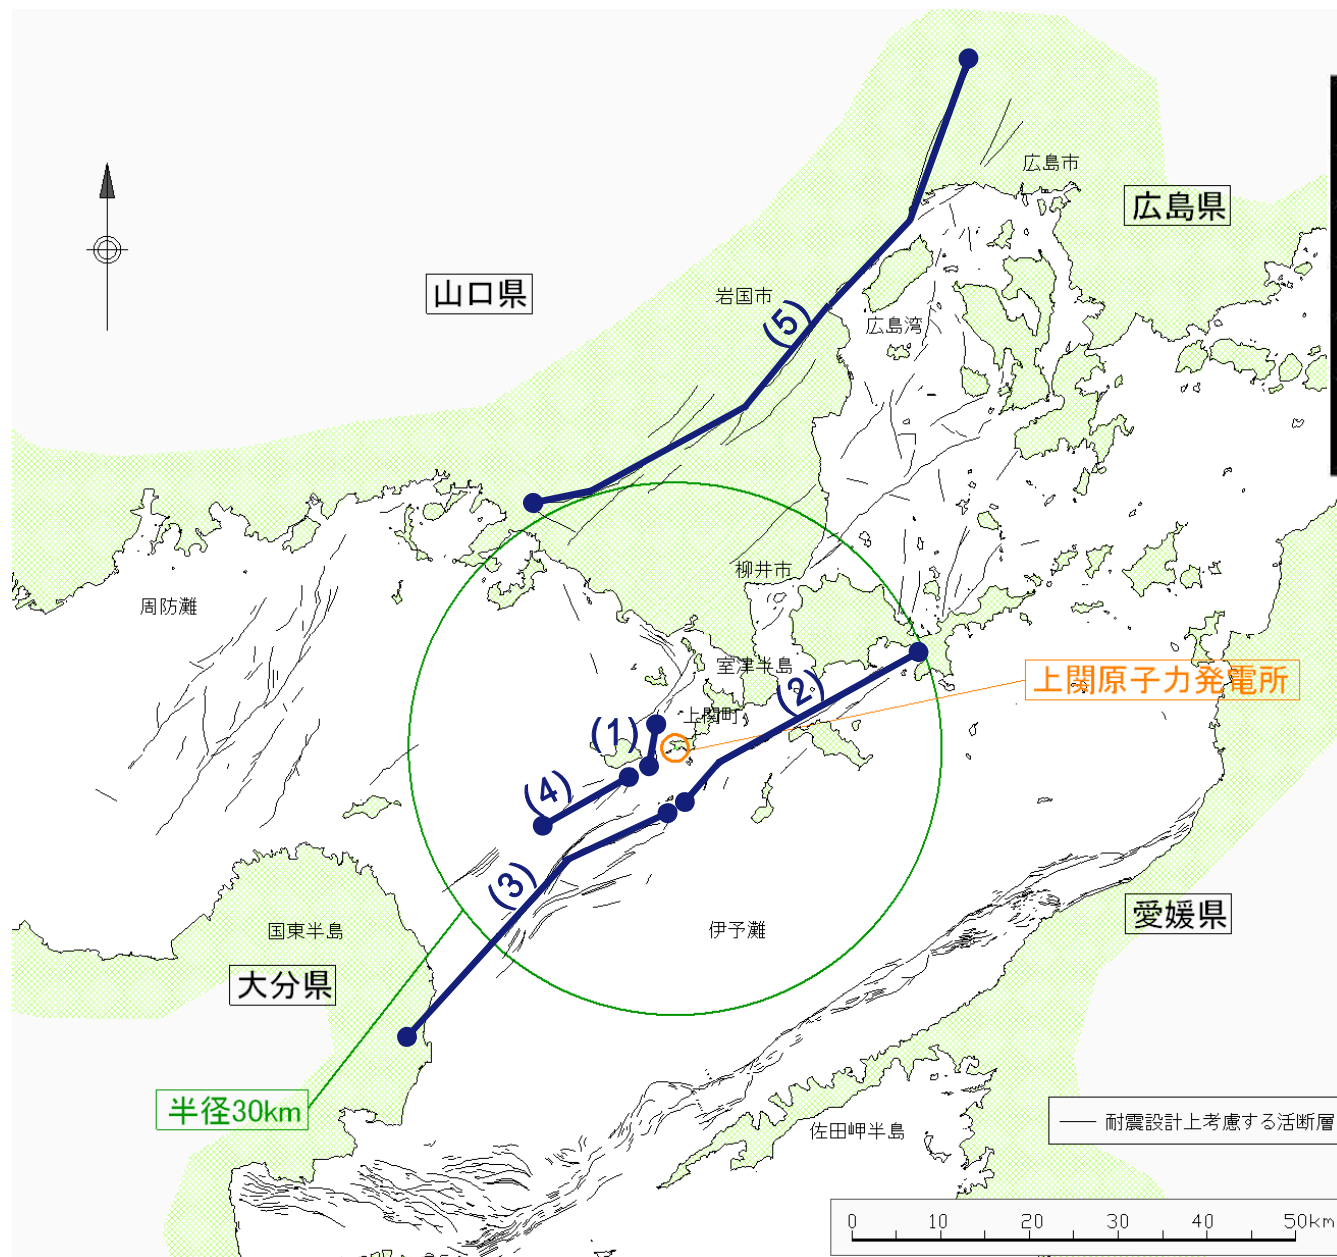 広島市
広島県
山口県
岩国市
(5)
広島湾
柳井市
周防灘
室津半島
(2)
上関原子力発電所
上関町
(1)
(4)
(3)
国東半島
伊予灘
愛媛県
大分県
半径30km
佐田岬半島
耐震設計上考慮する活断層
0 10 20 30 40 50km